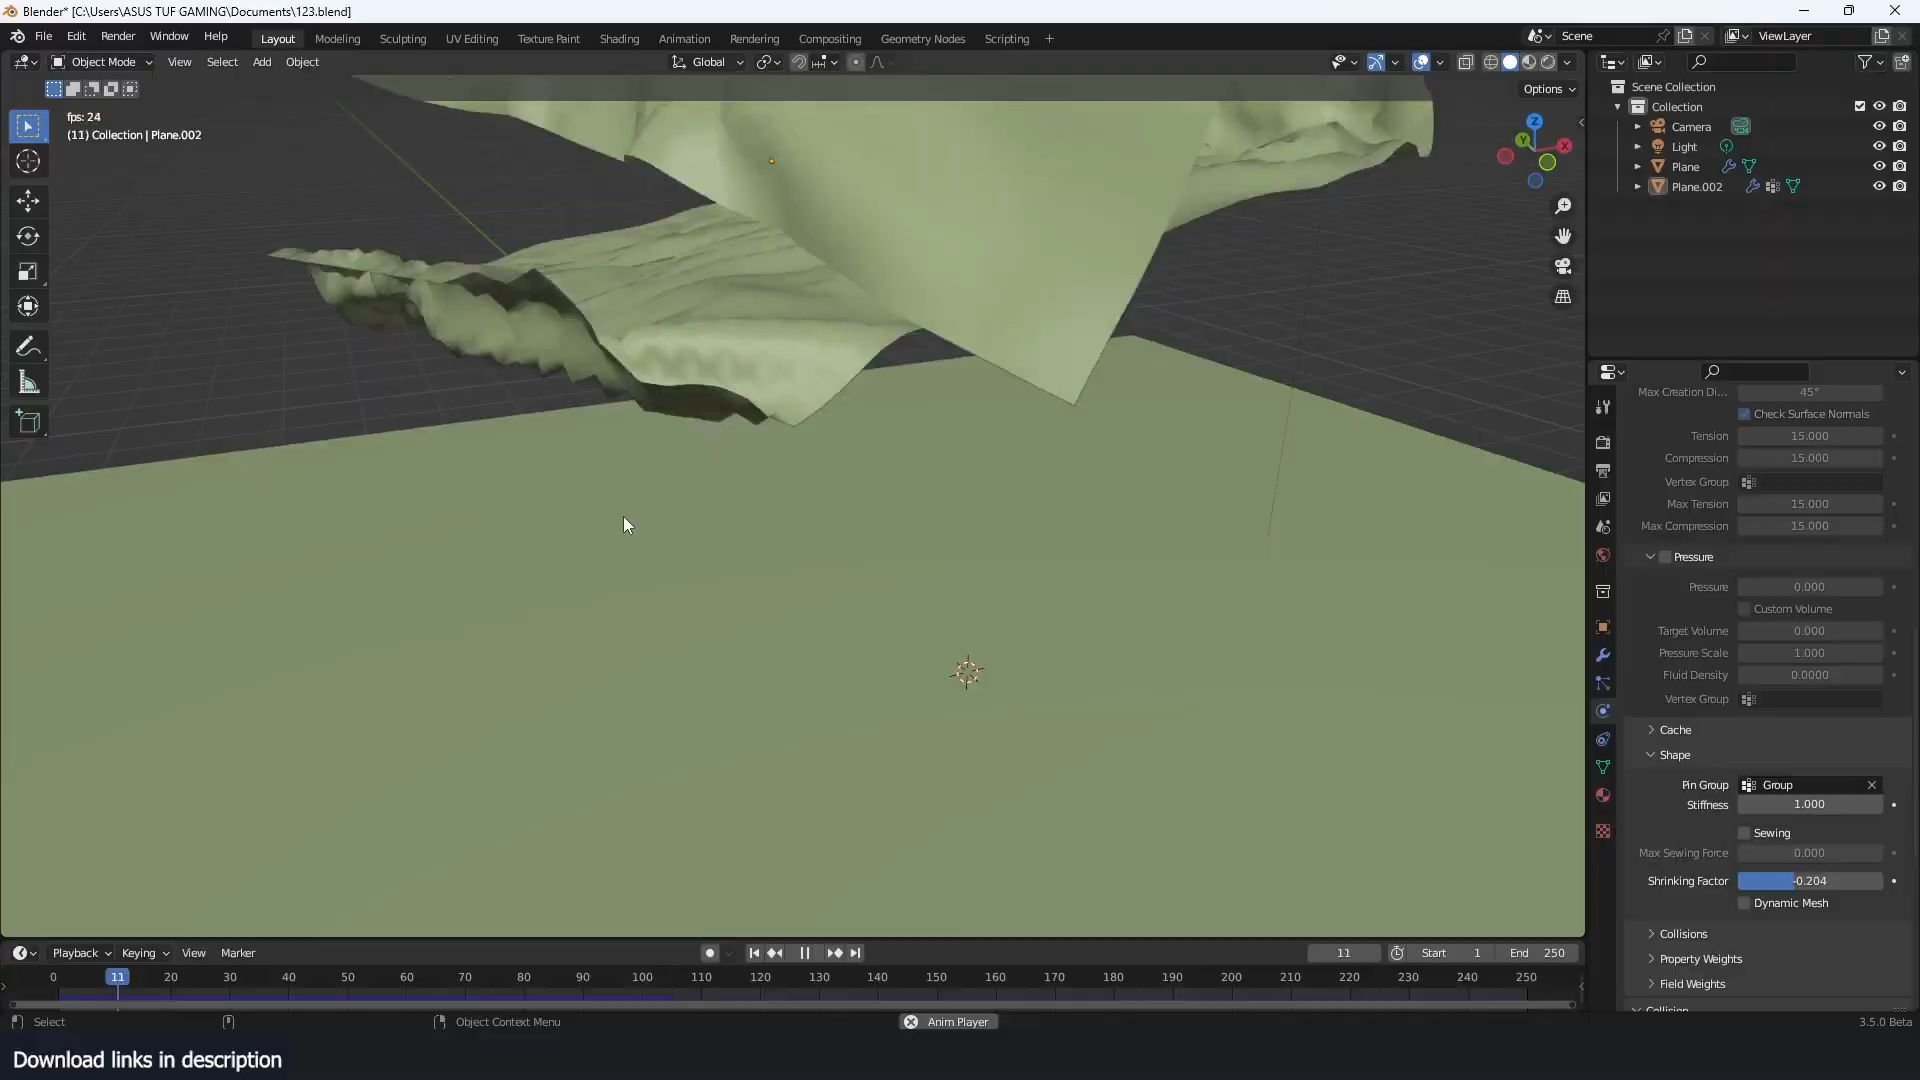 Blender* [C:\Users\ASUS TUF GAMING\Documents\123.blend]
File Edit Render Window Help Layout Modeling Sculpting UV Editing Texture Paint Shading Animation Rendering Compositing Geometry Nodes Scripting + Scene ViewLayer
Object Mode View Select Add Object Global
Options
fps: 24
(11) Collection | Plane.002
Z
Y
X
Scene Collection
Collection
Camera
Light
Plane
Plane.002
Max Creation Di... 45°
Check Surface Normals
Tension 15.000
Compression 15.000
Vertex Group
Max Tension 15.000
Max Compression 15.000
Pressure
Pressure 0.000
Custom Volume
Target Volume 0.000
Pressure Scale 1.000
Fluid Density 0.0000
Vertex Group
Cache
Shape
Pin Group Group
Stiffness 1.000
Sewing
Max Sewing Force 0.000
Shrinking Factor -0.204
Dynamic Mesh
Collisions
Property Weights
Field Weights
Collision
Playback Keying View Marker 11 Start 1 End 250
0 11 20 30 40 50 60 70 80 90 100 110 120 130 140 150 160 170 180 190 200 210 220 230 240 250
Select Object Context Menu Anim Player 3.5.0 Beta
Download links in description